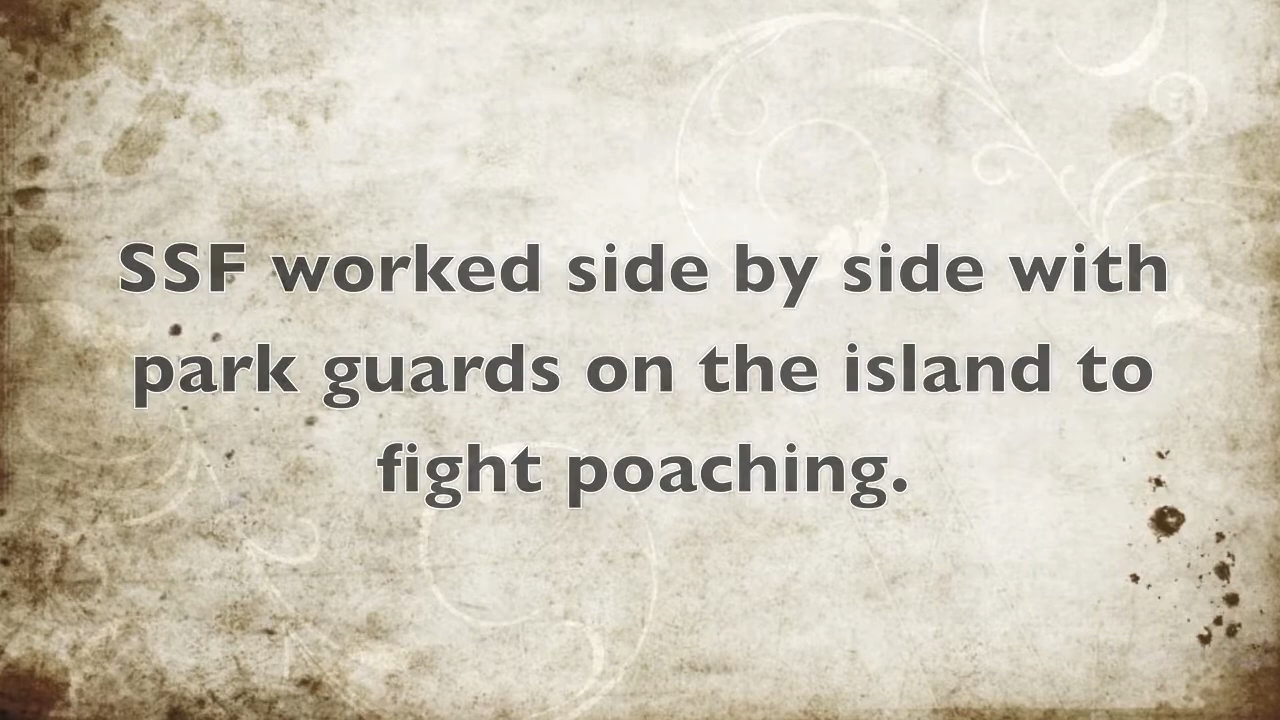 SSF worked side by side with
park guards on the island to
fight poaching.